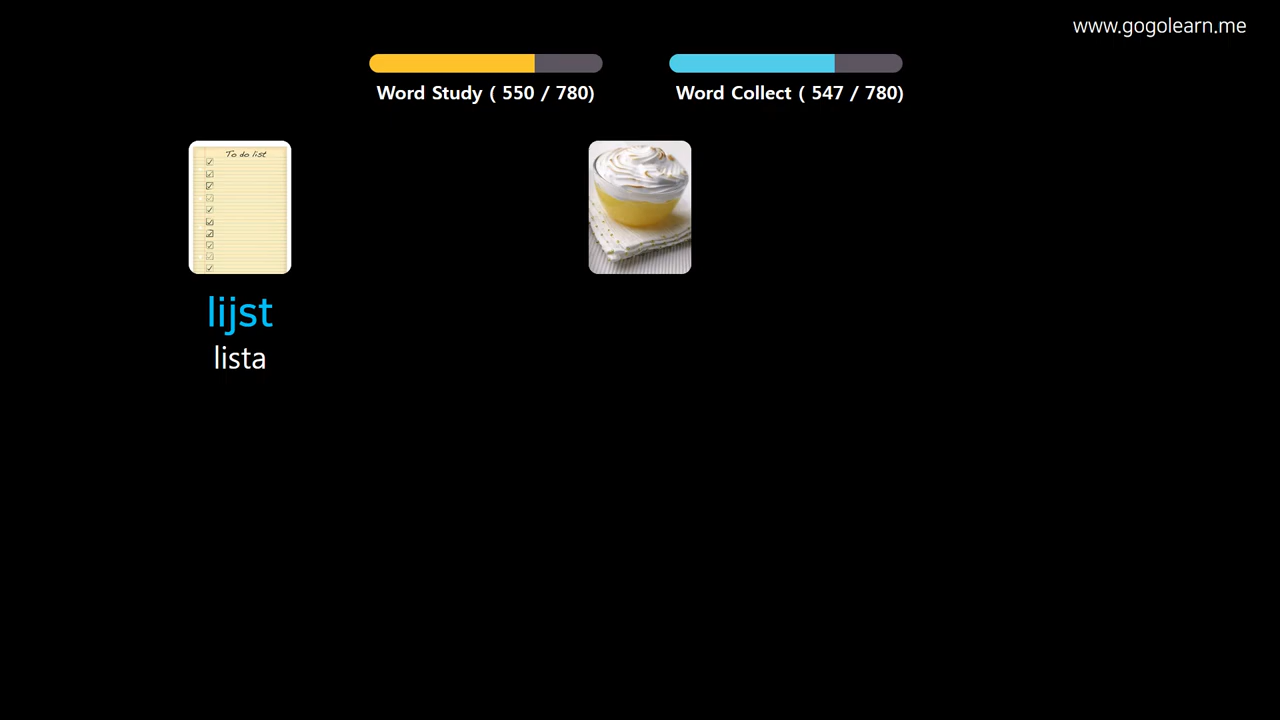 www.gogolearn.me
Word Study ( 550 / 780)
Word Collect ( 547 / 780)
To do list
lijst
lista